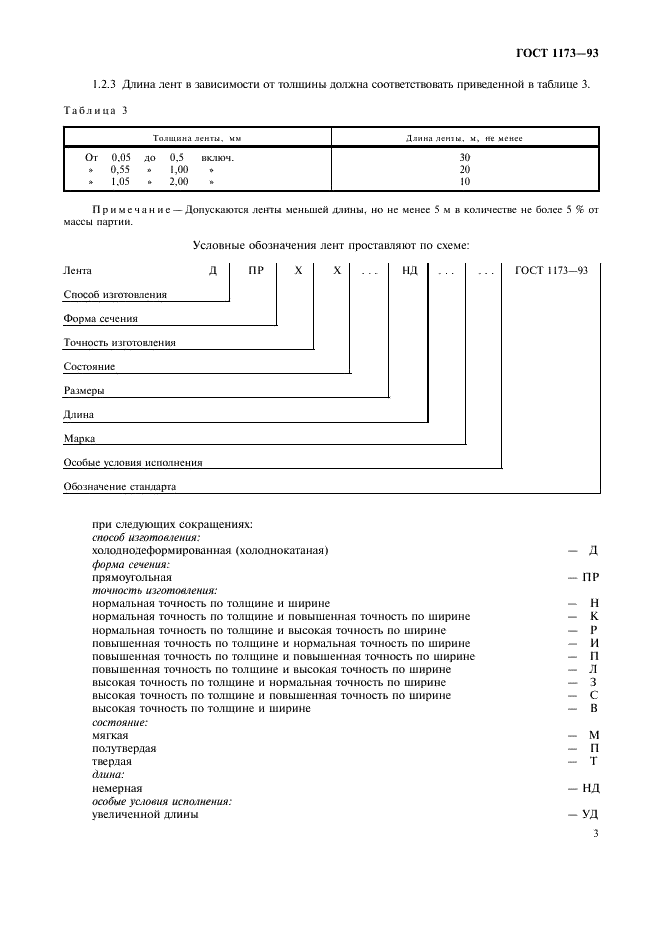 ГОСТ 1173—93
1.2.3 Длина лент в зависимости от толщины должна соответствовать приведенной в таблице 3.
Таблица 3
Толщина ленты, мм Длина ленты, м, не менее
От 0,05 до 0,5 включ. 30
» 0,55 » 1,00 » 20
» 1,05 » 2,00 » 10
Примечание — Допускаются ленты меньшей длины, но не менее 5 м в количестве не более 5 % от
массы партии.
Условные обозначения лент проставляют по схеме:
Лента Д ПР Х Х ... НД ... ... ГОСТ 1173—93
Способ изготовления
Форма сечения
Точность изготовления
Состояние
Размеры
Длина
Марка
Особые условия исполнения
Обозначение стандарта
при следующих сокращениях:
способ изготовления:
холоднодеформированная (холоднокатаная) — Д
форма сечения:
прямоугольная — ПР
точность изготовления:
нормальная точность по толщине и ширине — Н
нормальная точность по толщине и повышенная точность по ширине — К
нормальная точность по толщине и высокая точность по ширине — Р
повышенная точность по толщине и нормальная точность по ширине — И
повышенная точность по толщине и повышенная точность по ширине — П
повышенная точность по толщине и высокая точность по ширине — Л
высокая точность по толщине и нормальная точность по ширине — З
высокая точность по толщине и повышенная точность по ширине — С
высокая точность по толщине и ширине — В
состояние:
мягкая — М
полутвердая — П
твердая — Т
длина:
немерная — НД
особые условия исполнения:
увеличенной длины — УД
3